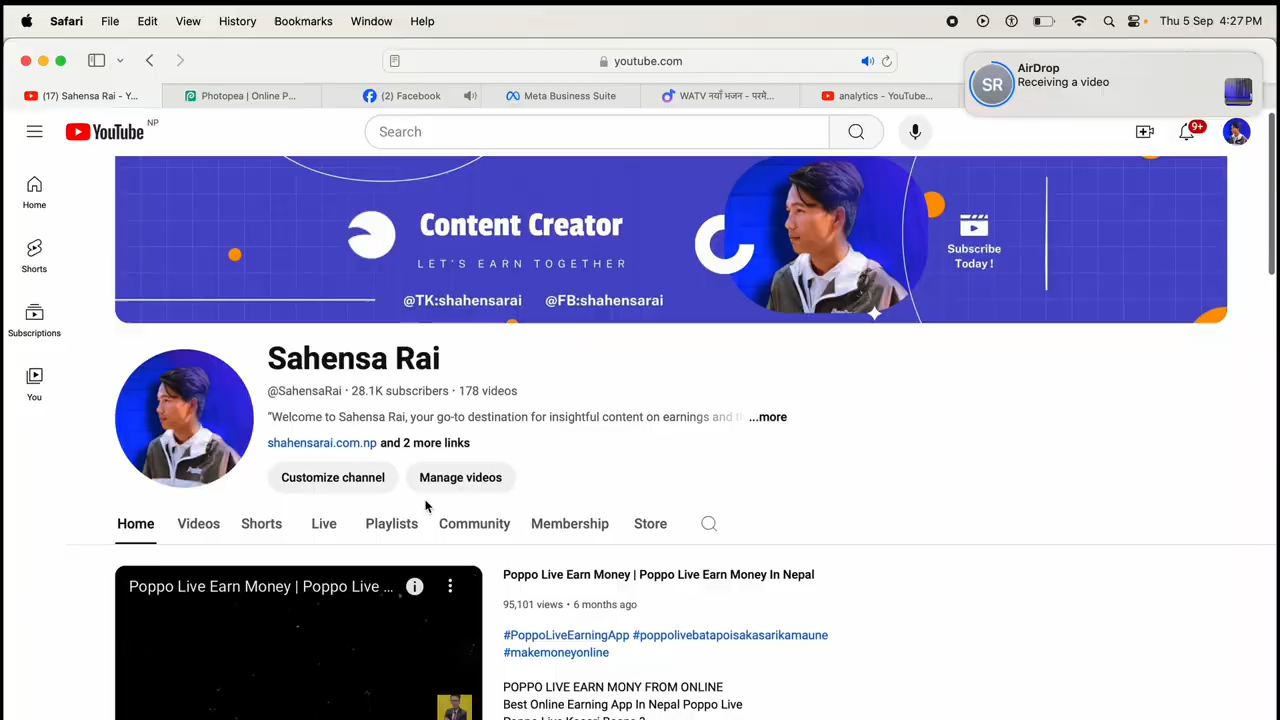 Safari File Edit View History Bookmarks Window Help Thu 5 Sep 4:27 PM
youtube.com
SR AirDrop
Receiving a video
(17) Sahensa Rai - Y... Photopea | Online P... (2) Facebook Meta Business Suite WATV नयाँ भजन - परमे... analytics - YouTube...
YouTube NP Search 9+
Home
Shorts
Subscriptions
You
Content Creator
LET'S EARN TOGETHER
@TK:shahensarai @FB:shahensarai
Subscribe
Today !
Sahensa Rai
@SahensaRai · 28.1K subscribers · 178 videos
“Welcome to Sahensa Rai, your go-to destination for insightful content on earnings and ...more
shahensarai.com.np and 2 more links
Customize channel Manage videos
Home Videos Shorts Live Playlists Community Membership Store
Poppo Live Earn Money | Poppo Live ...
Poppo Live Earn Money | Poppo Live Earn Money In Nepal
95,101 views • 6 months ago
#PoppoLiveEarningApp #poppolivebatapoisakasarikamaune
#makemoneyonline
POPPO LIVE EARN MONY FROM ONLINE
Best Online Earning App In Nepal Poppo Live